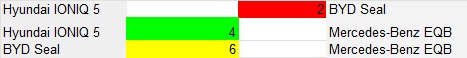 Hyundai IONIQ 5 2 BYD Seal
Hyundai IONIQ 5 4 Mercedes-Benz EQB
BYD Seal 6 Mercedes-Benz EQB